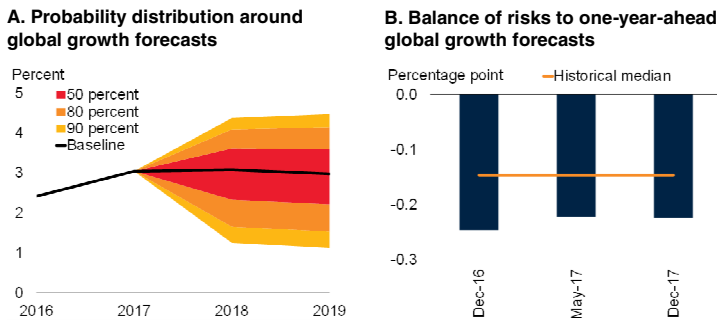 A. Probability distribution around
global growth forecasts
Percent
5
4
3
2
1
0
50 percent
80 percent
90 percent
Baseline
2016
2017
2018
2019
B. Balance of risks to one-year-ahead
global growth forecasts
Percentage point
Historical median
0.0
-0.1
-0.2
-0.3
Dec-16
May-17
Dec-17